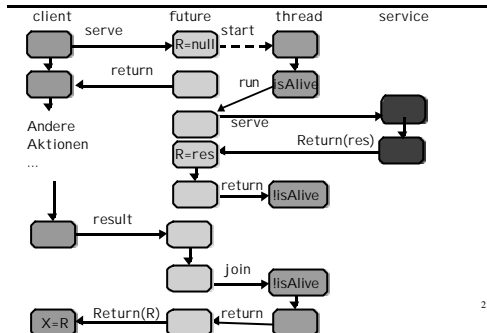 client future thread service
serve
R=null
start
return
run
isAlive
Andere
Aktionen
...
serve
Return(res)
R=res
return
!isAlive
result
join
!isAlive
2
X=R
Return(R)
return